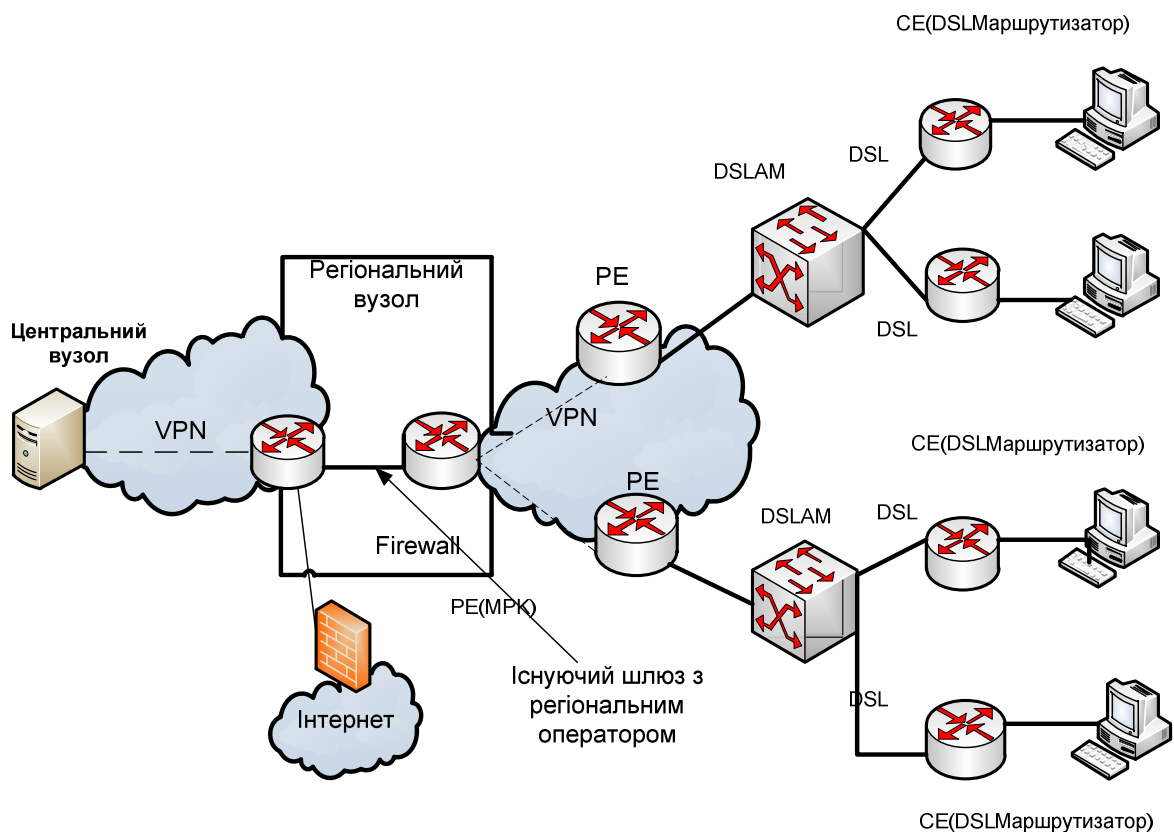 CE(DSLМаршрутизатор)
DSL
DSLAM
DSL
Регіональний
вузол
PE
Центральний
вузол
VPN
VPN
PE
CE(DSLМаршрутизатор)
DSLAM
DSL
Firewall
PE(МРК)
Існуючий шлюз з
регіональним
оператором
Інтернет
DSL
CE(DSLМаршрутизатор)